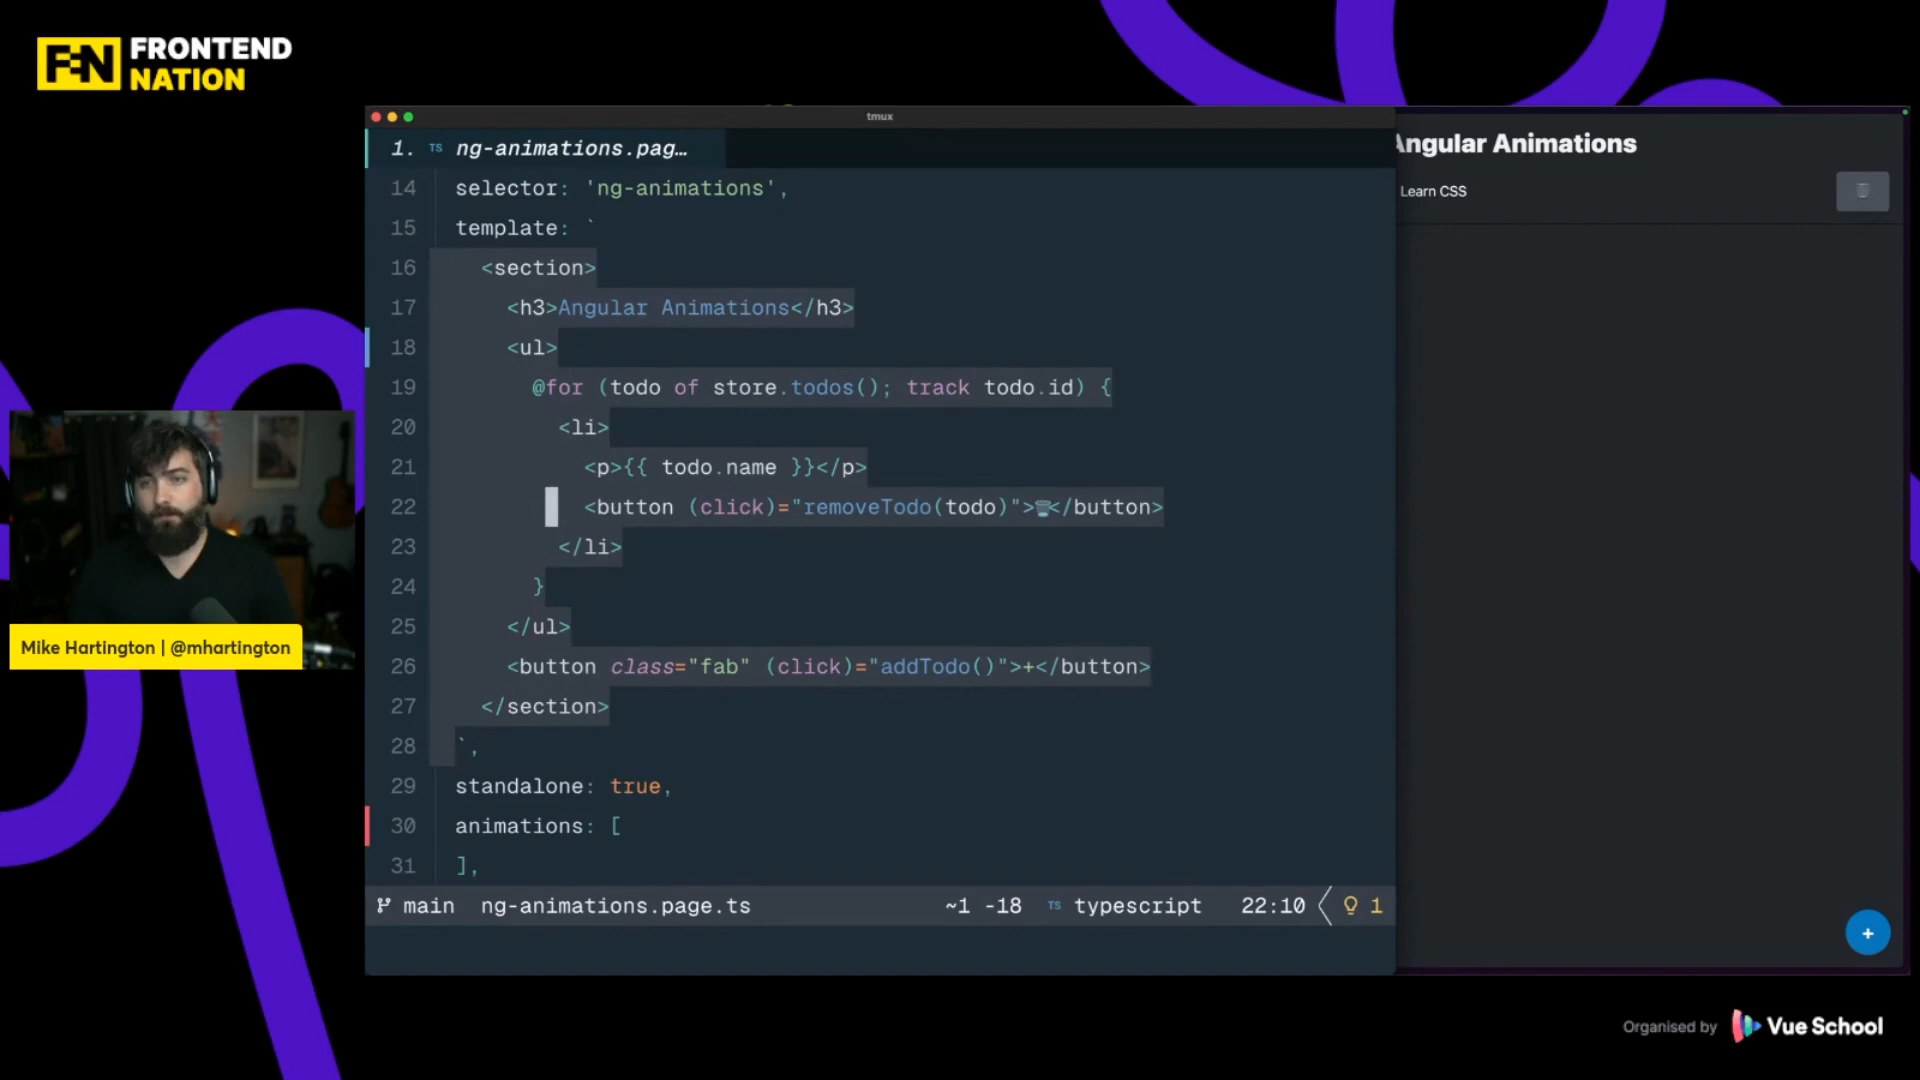 FEN FRONTEND
NATION
tmux
1. TS ng-animations.pag…
14 selector: 'ng-animations',
15 template: `
16 <section>
17 <h3>Angular Animations</h3>
18 <ul>
19 @for (todo of store.todos(); track todo.id) {
20 <li>
21 <p>{{ todo.name }}</p>
22 <button (click)="removeTodo(todo)">🗑</button>
23 </li>
24 }
25 </ul>
26 <button class="fab" (click)="addTodo()">+</button>
27 </section>
28 `,
29 standalone: true,
30 animations: [
31 ],
main ng-animations.page.ts ~1 -18 TS typescript 22:10 1
Angular Animations
Learn CSS
+
Mike Hartington | @mhartington
Organised by Vue School